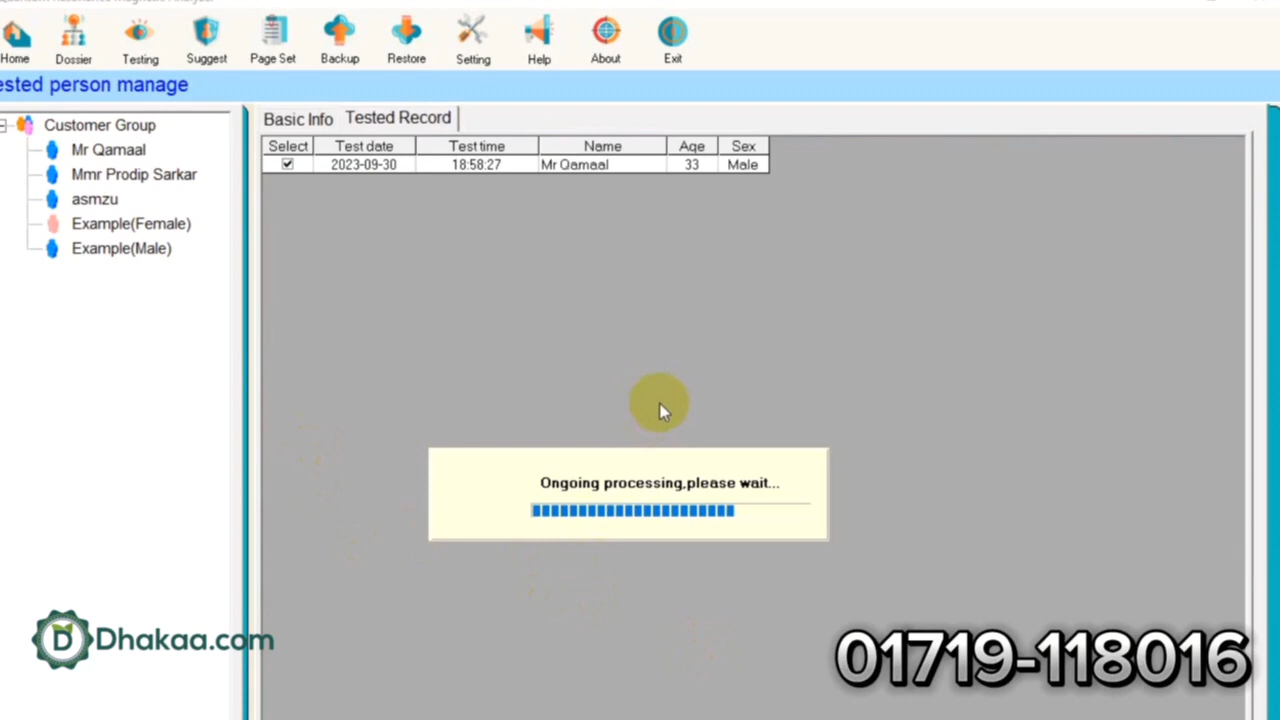 Home Dossier Testing Suggest Page Set Backup Restore Setting Help About Exit
ested person manage
Customer Group
Mr Qamaal
Mmr Prodip Sarkar
asmzu
Example(Female)
Example(Male)
Basic Info Tested Record
Select Test date Test time Name Age Sex
2023-09-30 18:58:27 Mr Qamaal 33 Male
Ongoing processing,please wait...
Dhakaa.com
01719-118016